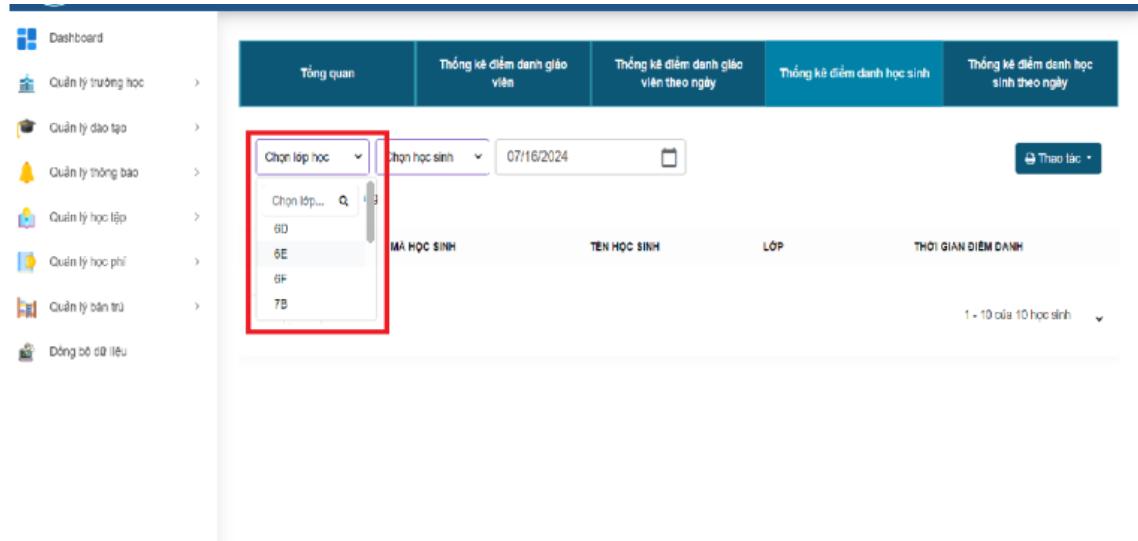 Dashboard
Quản lý trường học
Quản lý đào tạo
Quản lý thông báo
Quản lý học tập
Quản lý học phí
Quản lý bán trú
Đồng bộ dữ liệu
Tổng quan
Thống kê điểm danh giáo
viên
Thống kê điểm danh giáo
viên theo ngày
Thống kê điểm danh học sinh
Thống kê điểm danh học
sinh theo ngày
Chọn lớp học
Chọn học sinh
07/16/2024
Thao tác
Chọn lớp...
6D
6E
6F
7B
MÃ HỌC SINH
TÊN HỌC SINH
LỚP
THỜI GIAN ĐIỂM DANH
1 - 10 của 10 học sinh